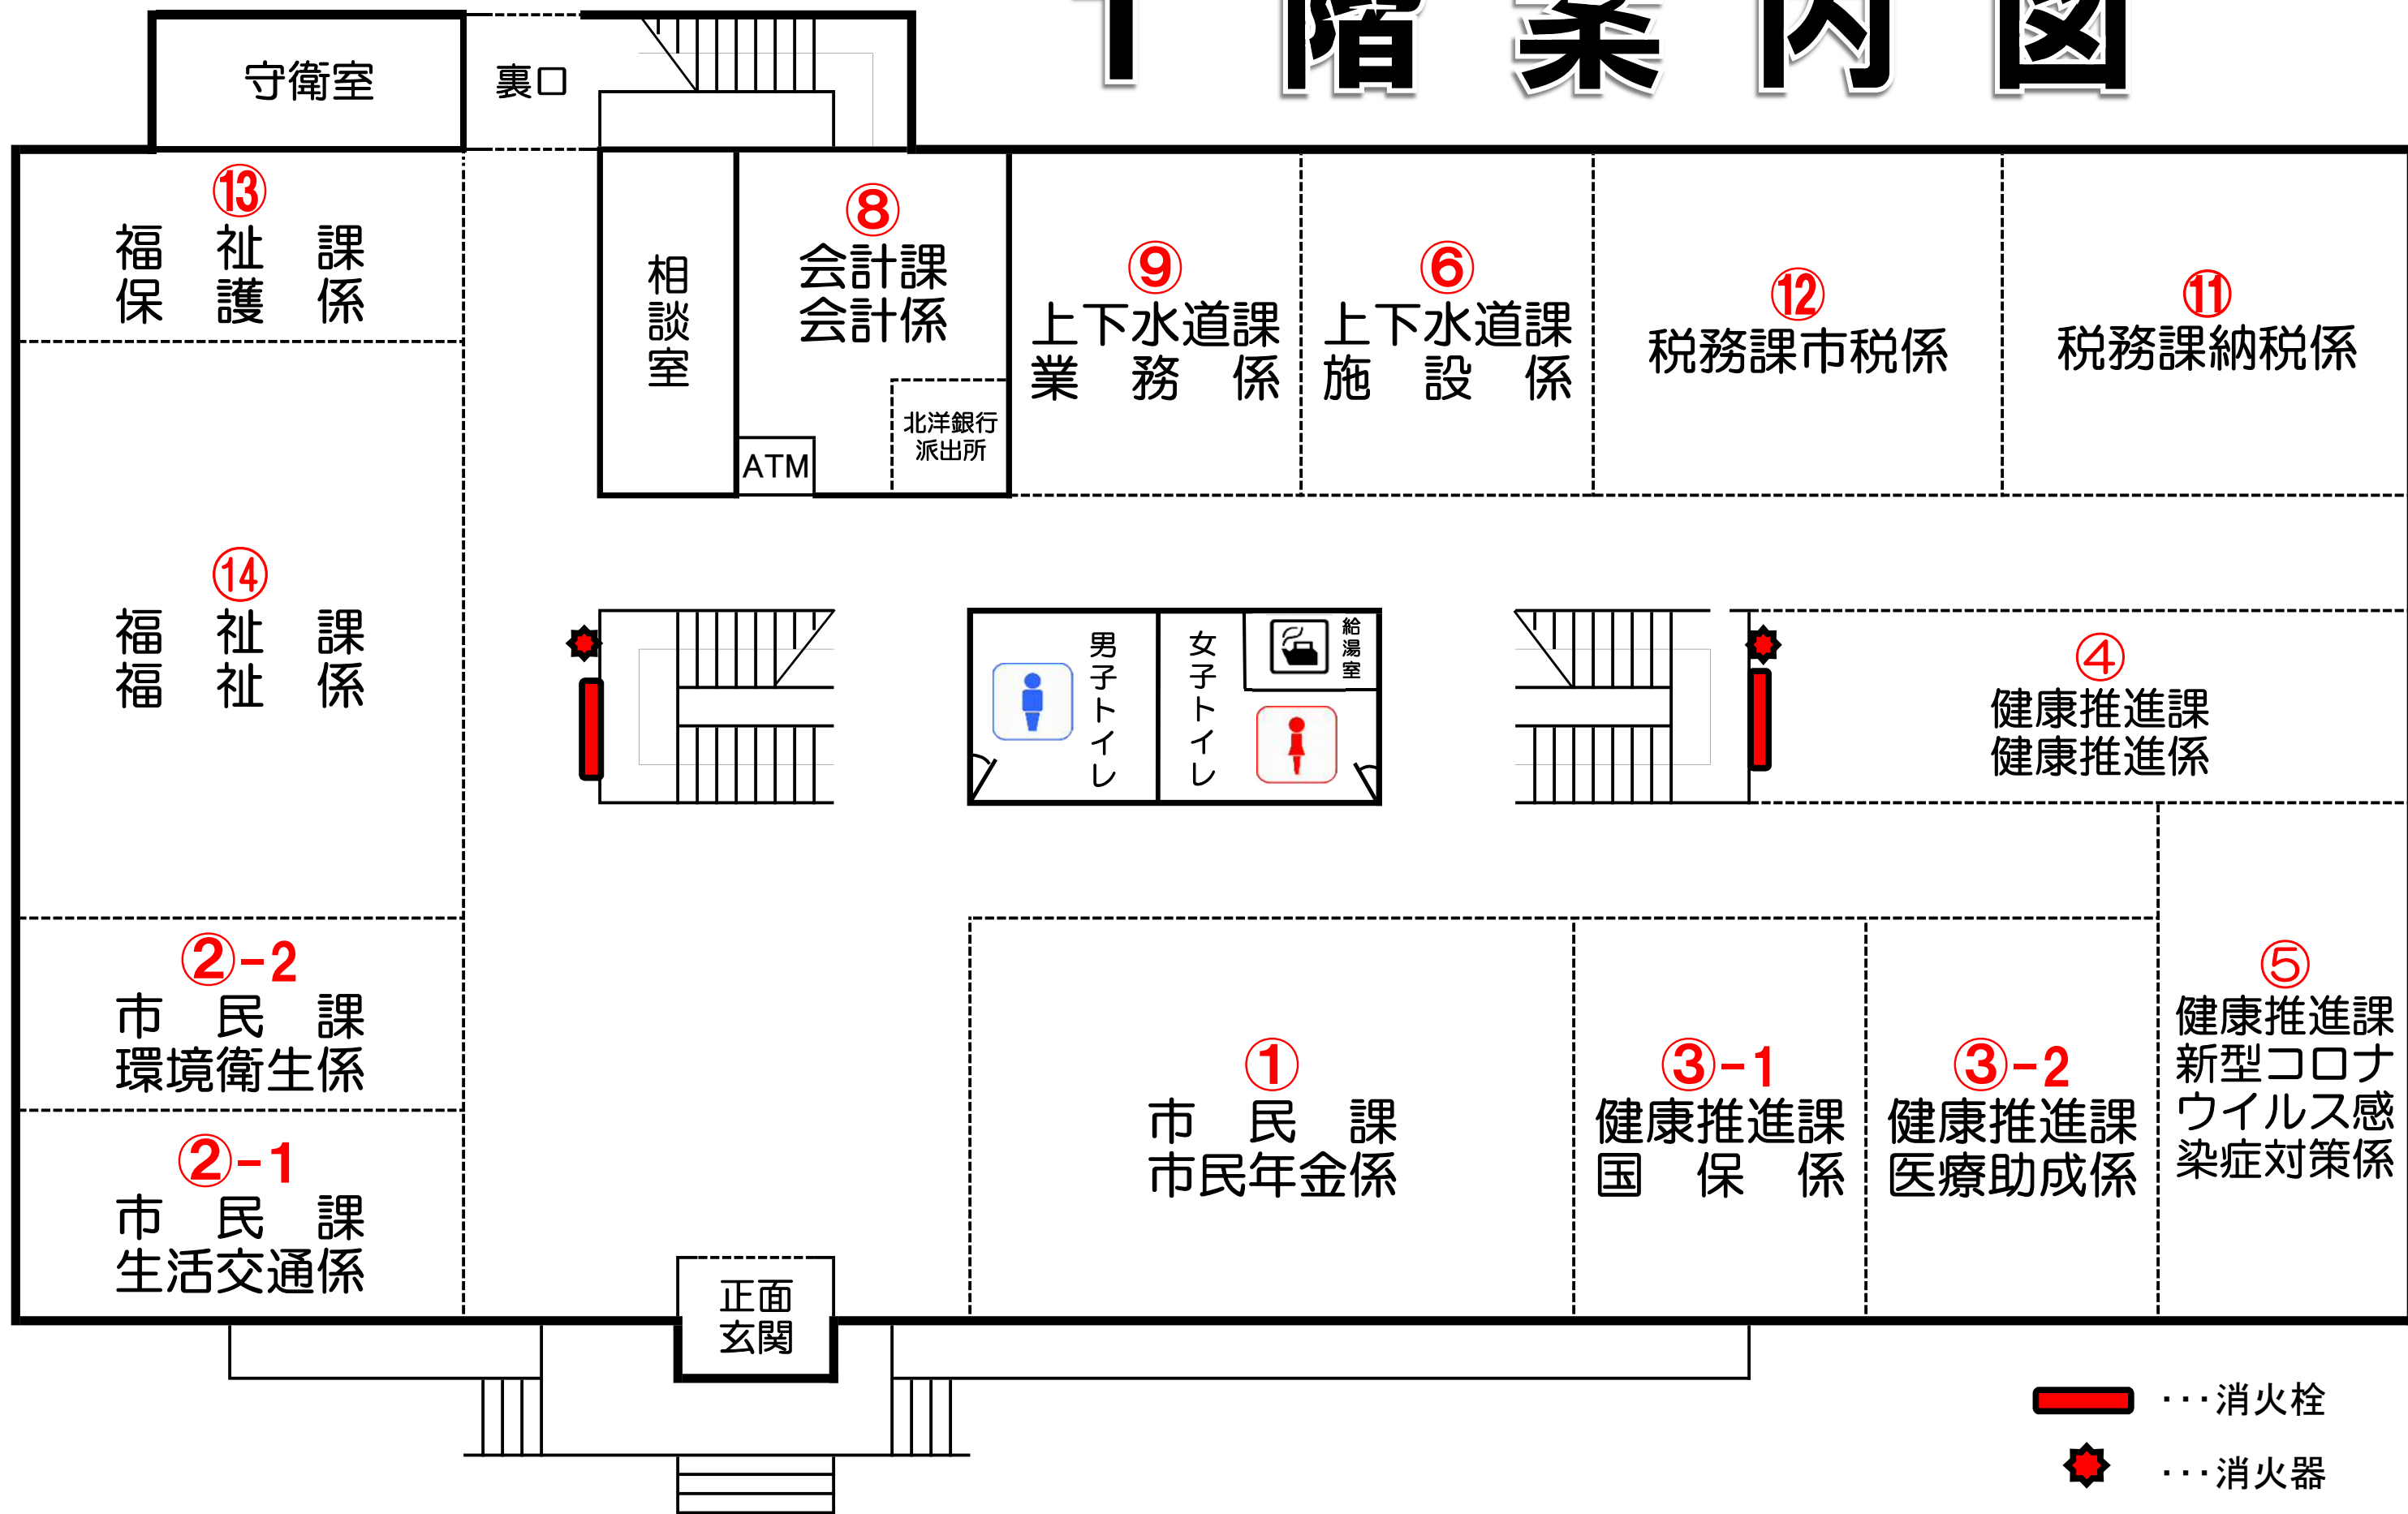 1階案内図
守衛室
裏口
⑬
福祉課
保護係
相談室
⑧
会計課
会計係
北洋銀行
派出所
ATM
⑨
上下水道課
業務係
⑥
上下水道課
施設係
⑫
税務課市税係
⑪
税務課納税係
⑭
福祉課
福祉係
男子トイレ
女子トイレ
給湯室
④
健康推進課
健康推進係
②-2
市民課
環境衛生係
②-1
市民課
生活交通係
①
市民課
市民年金係
③-1
健康推進課
国保係
③-2
健康推進課
医療助成係
⑤
健康推進課
新型コロナ
ウイルス感
染症対策係
正面
玄関
・・・消火栓
・・・消火器